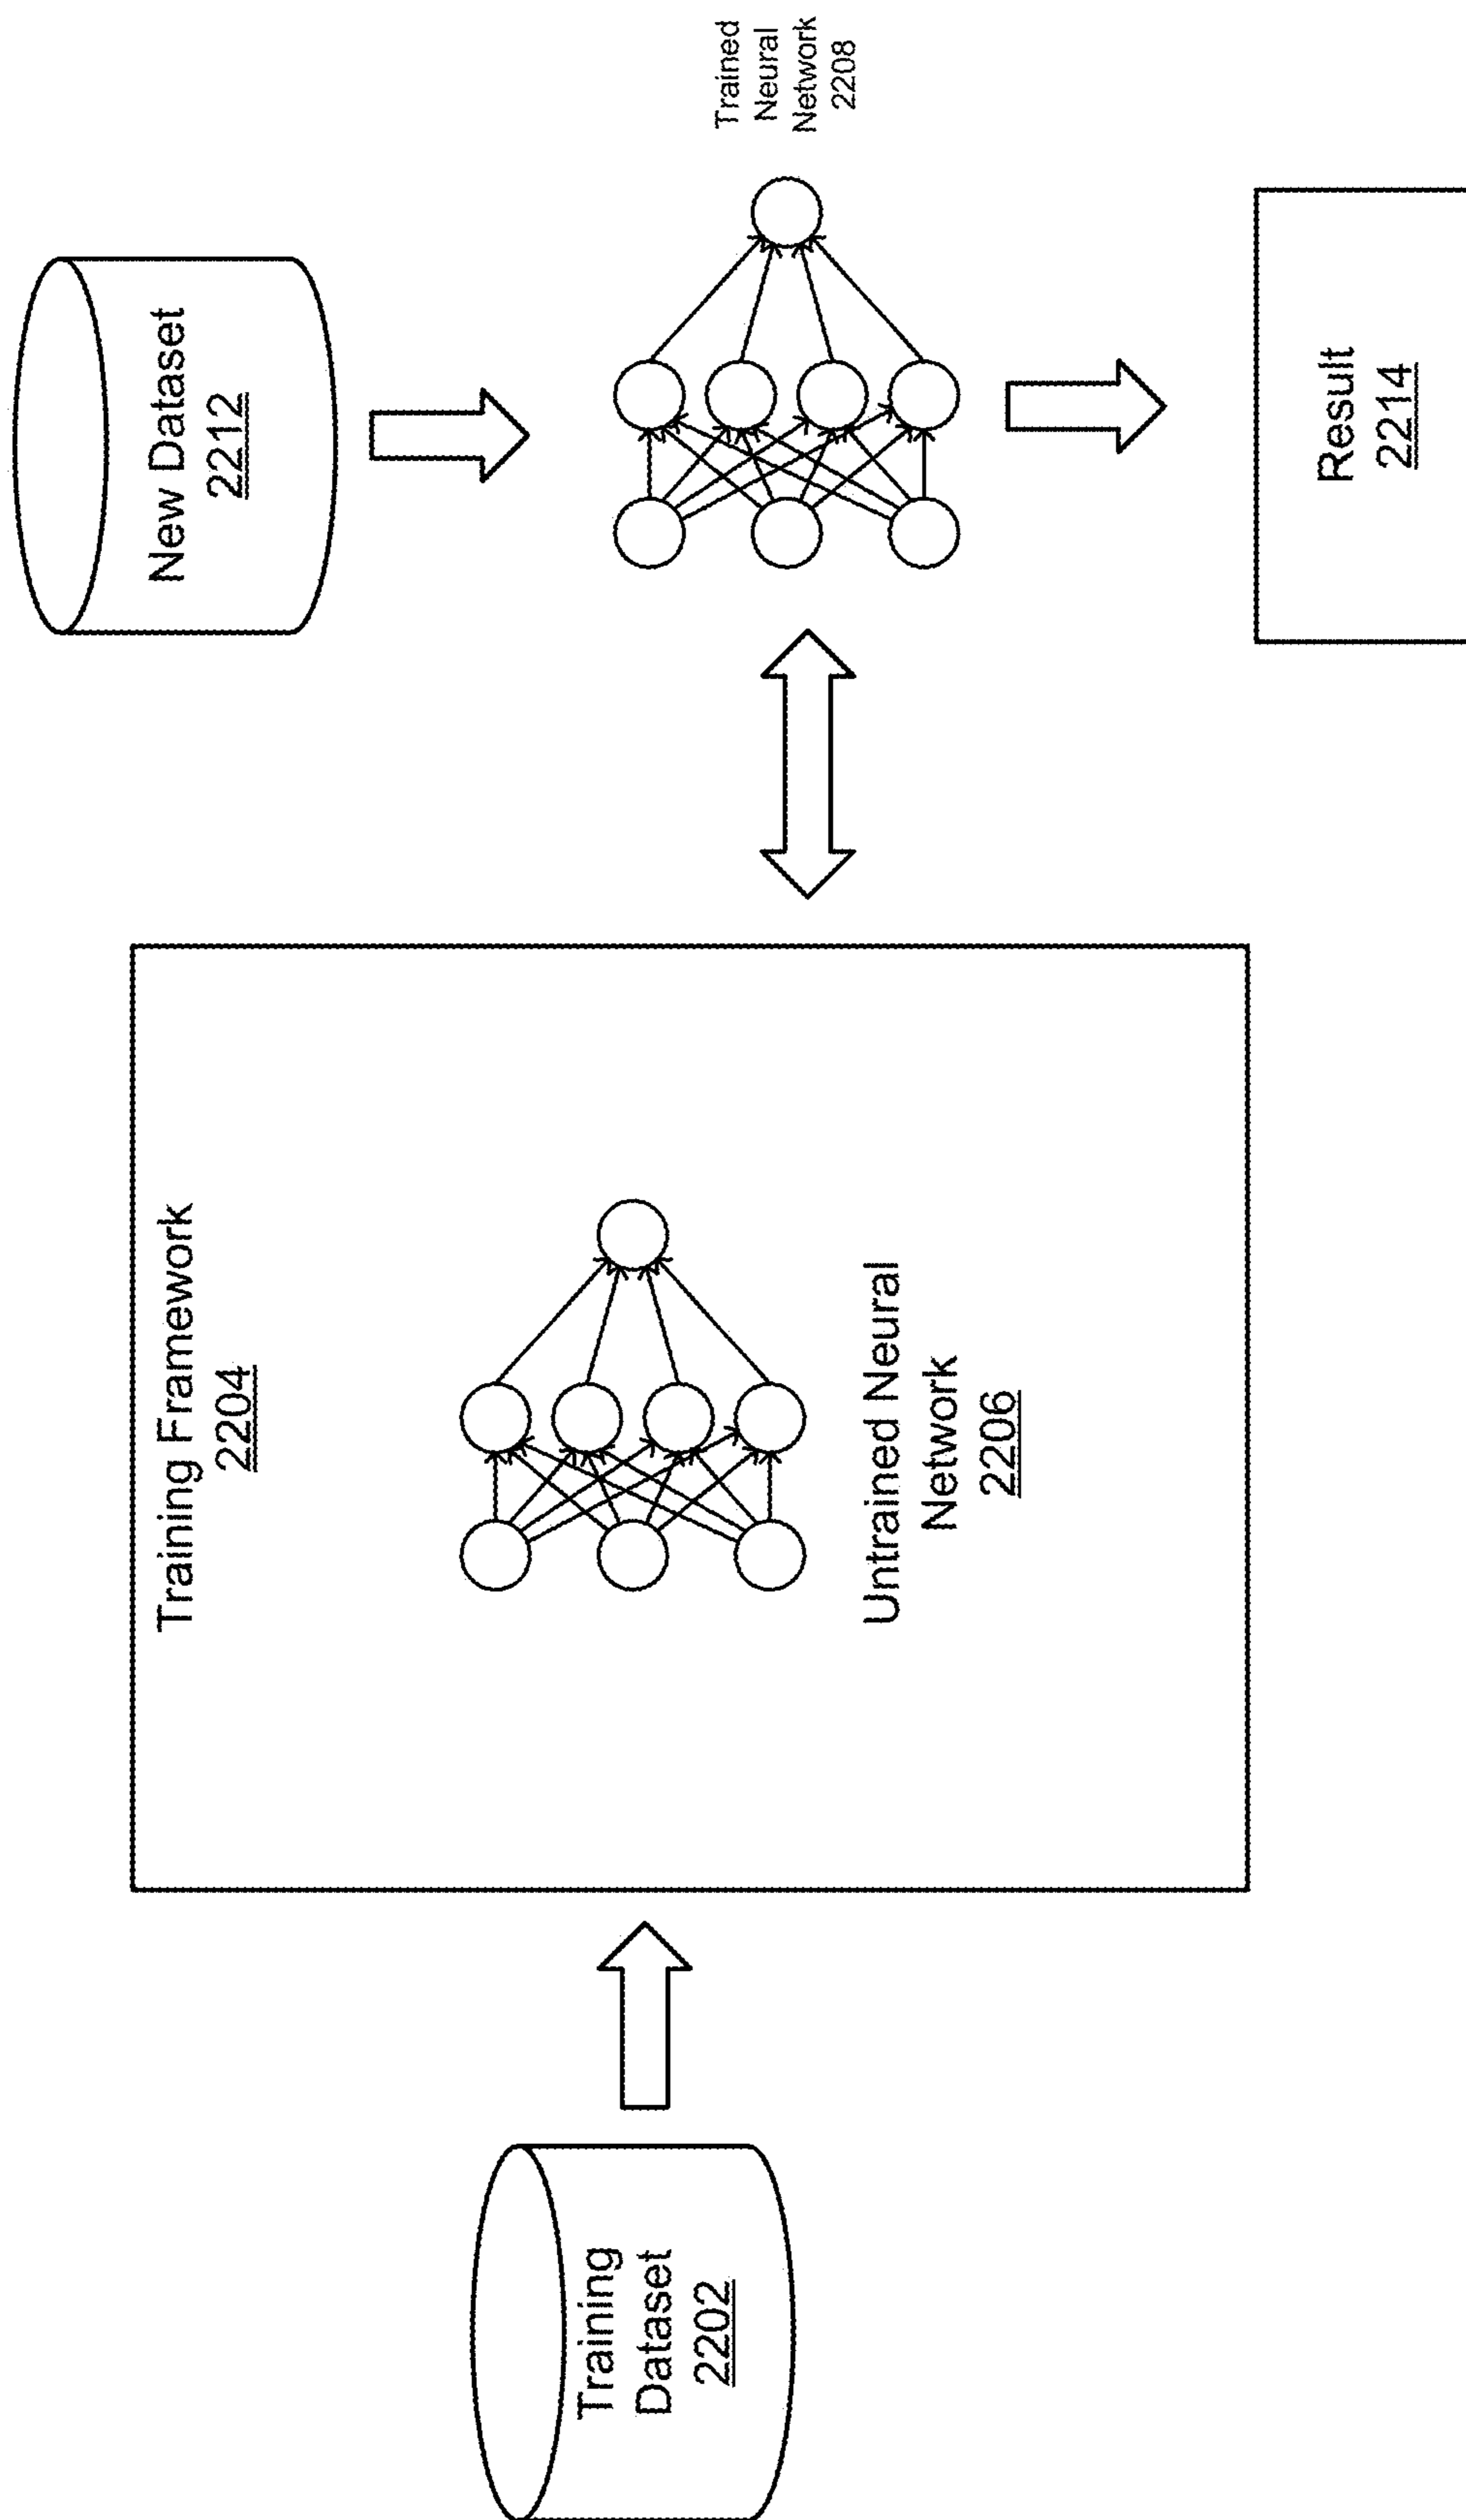 Training
Dataset
2202
Training Framework
2204
Untrained Neural
Network
2206
New Dataset
2212
Trained
Neural
Network
2208
Result
2214